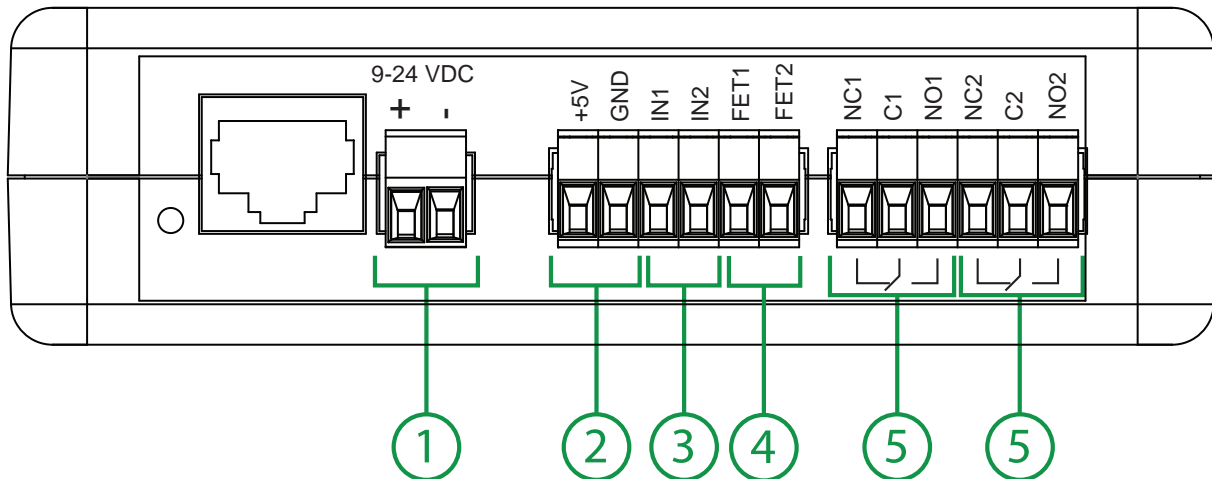 9-24 VDC
+ -
+5V GND IN1 IN2 FET1 FET2
NC1 C1 NO1 NC2 C2 NO2
1 2 3 4 5 5